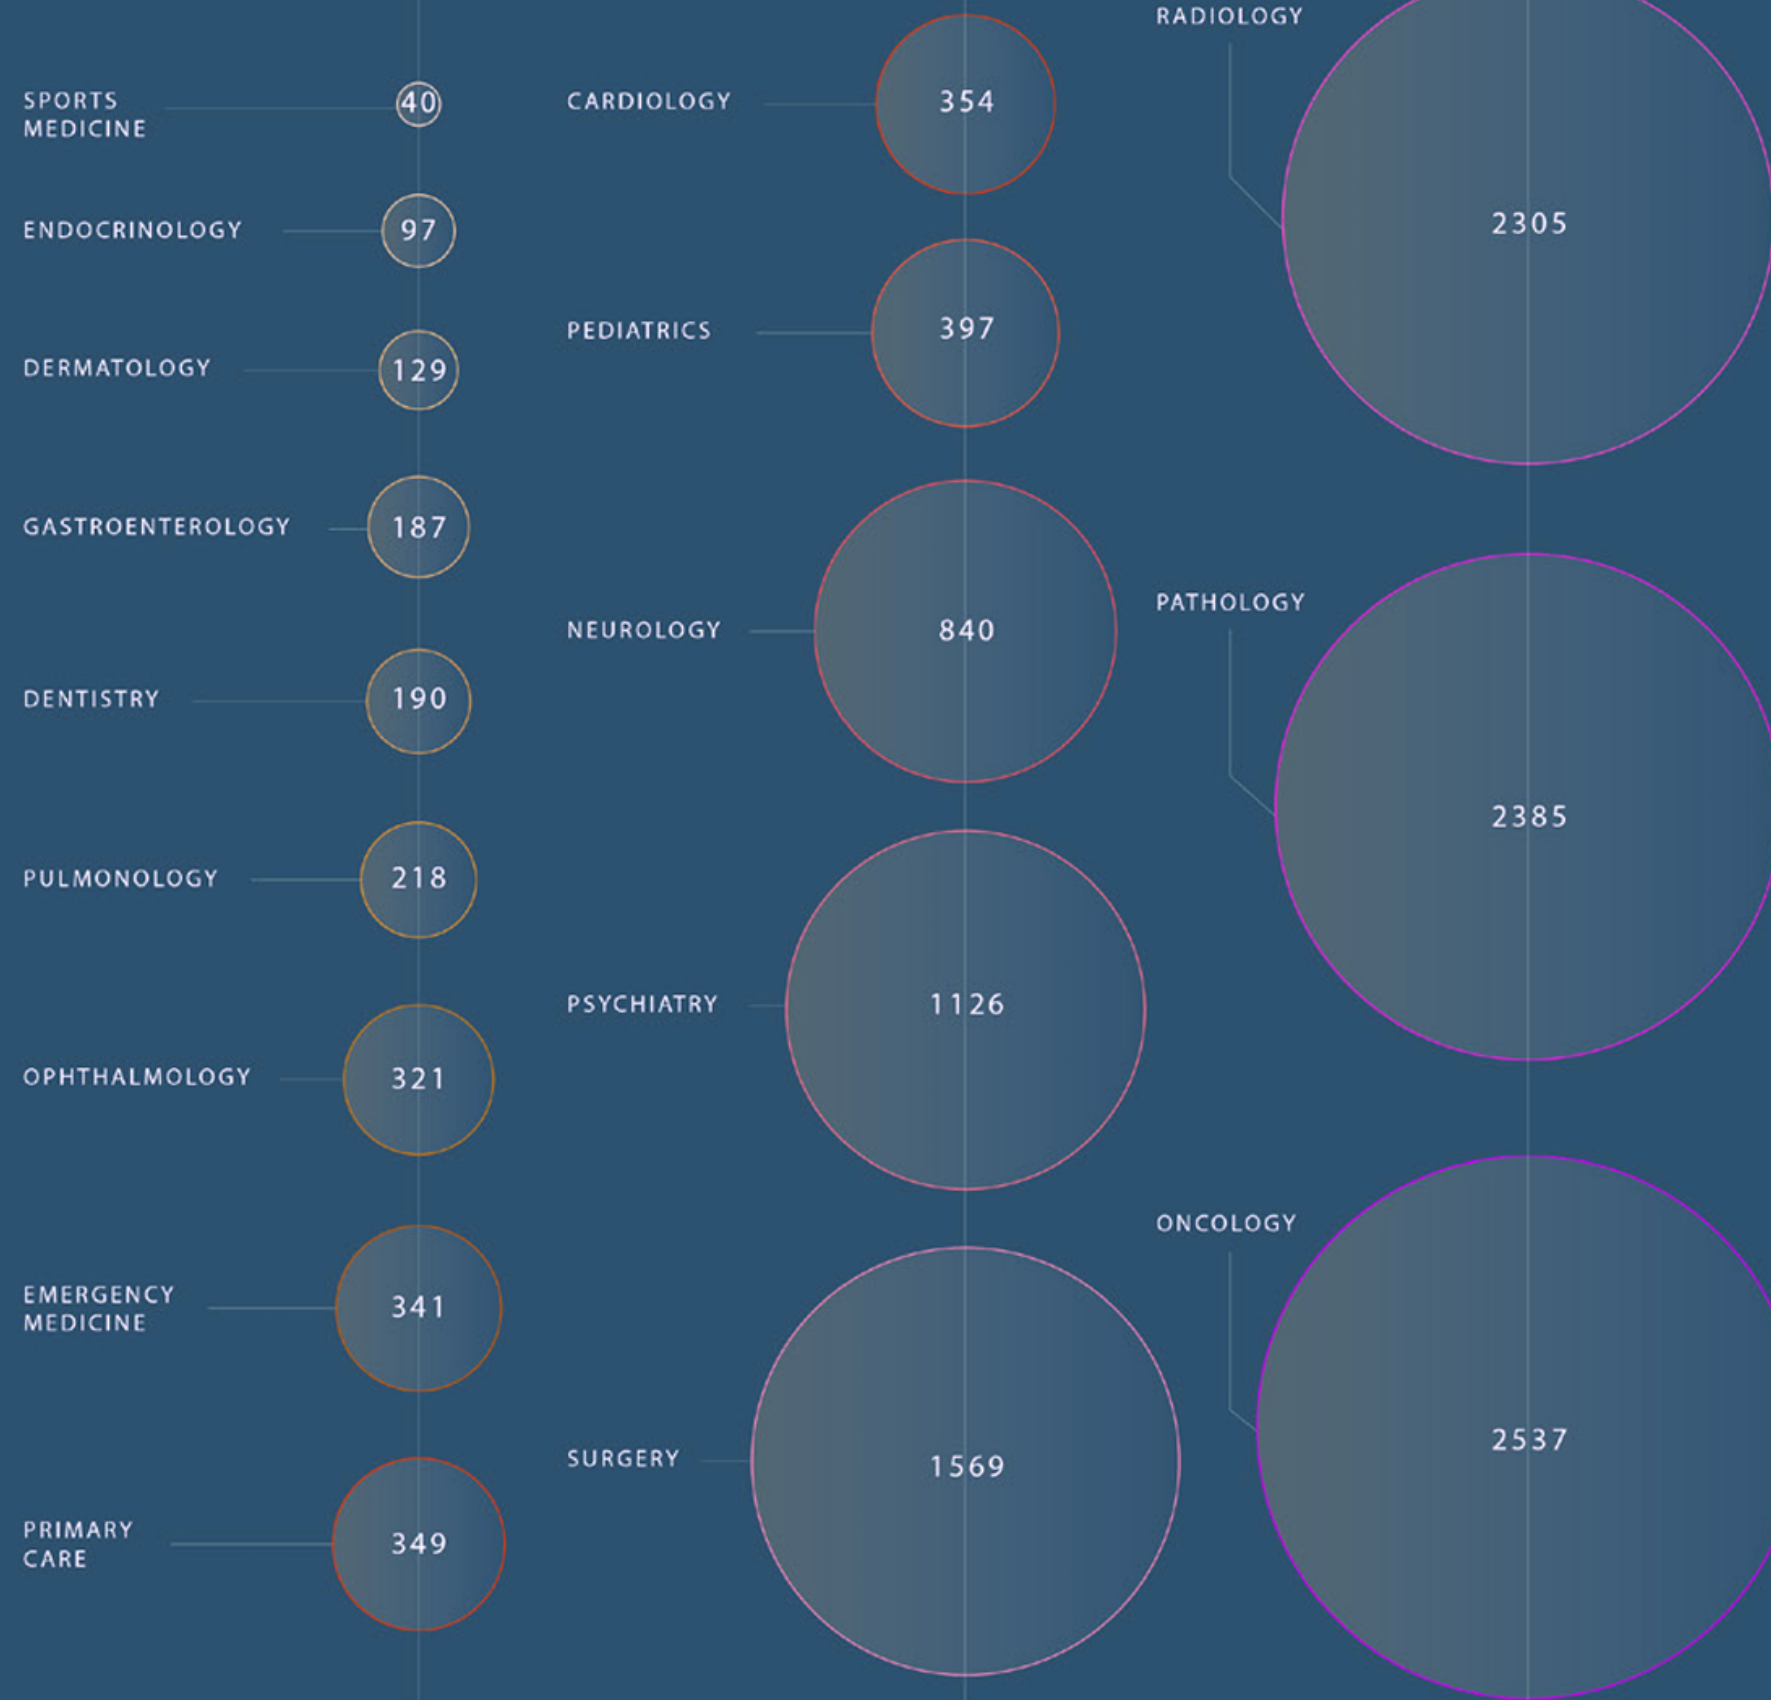 SPORTS
MEDICINE
40
ENDOCRINOLOGY
97
DERMATOLOGY
129
GASTROENTEROLOGY
187
DENTISTRY
190
PULMONOLOGY
218
OPHTHALMOLOGY
321
EMERGENCY
MEDICINE
341
PRIMARY
CARE
349
CARDIOLOGY
354
PEDIATRICS
397
NEUROLOGY
840
PSYCHIATRY
1126
SURGERY
1569
RADIOLOGY
2305
PATHOLOGY
2385
ONCOLOGY
2537